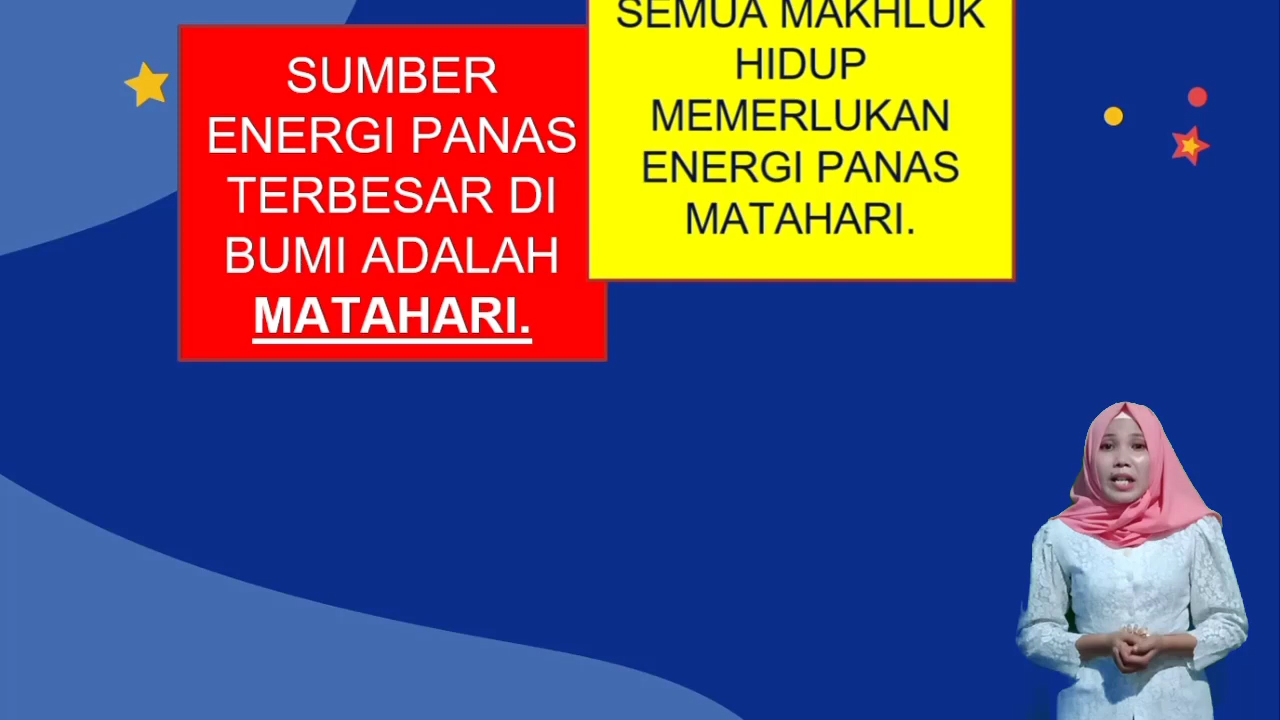 SUMBER
ENERGI PANAS
TERBESAR DI
BUMI ADALAH
MATAHARI.
SEMUA MAKHLUK
HIDUP
MEMERLUKAN
ENERGI PANAS
MATAHARI.